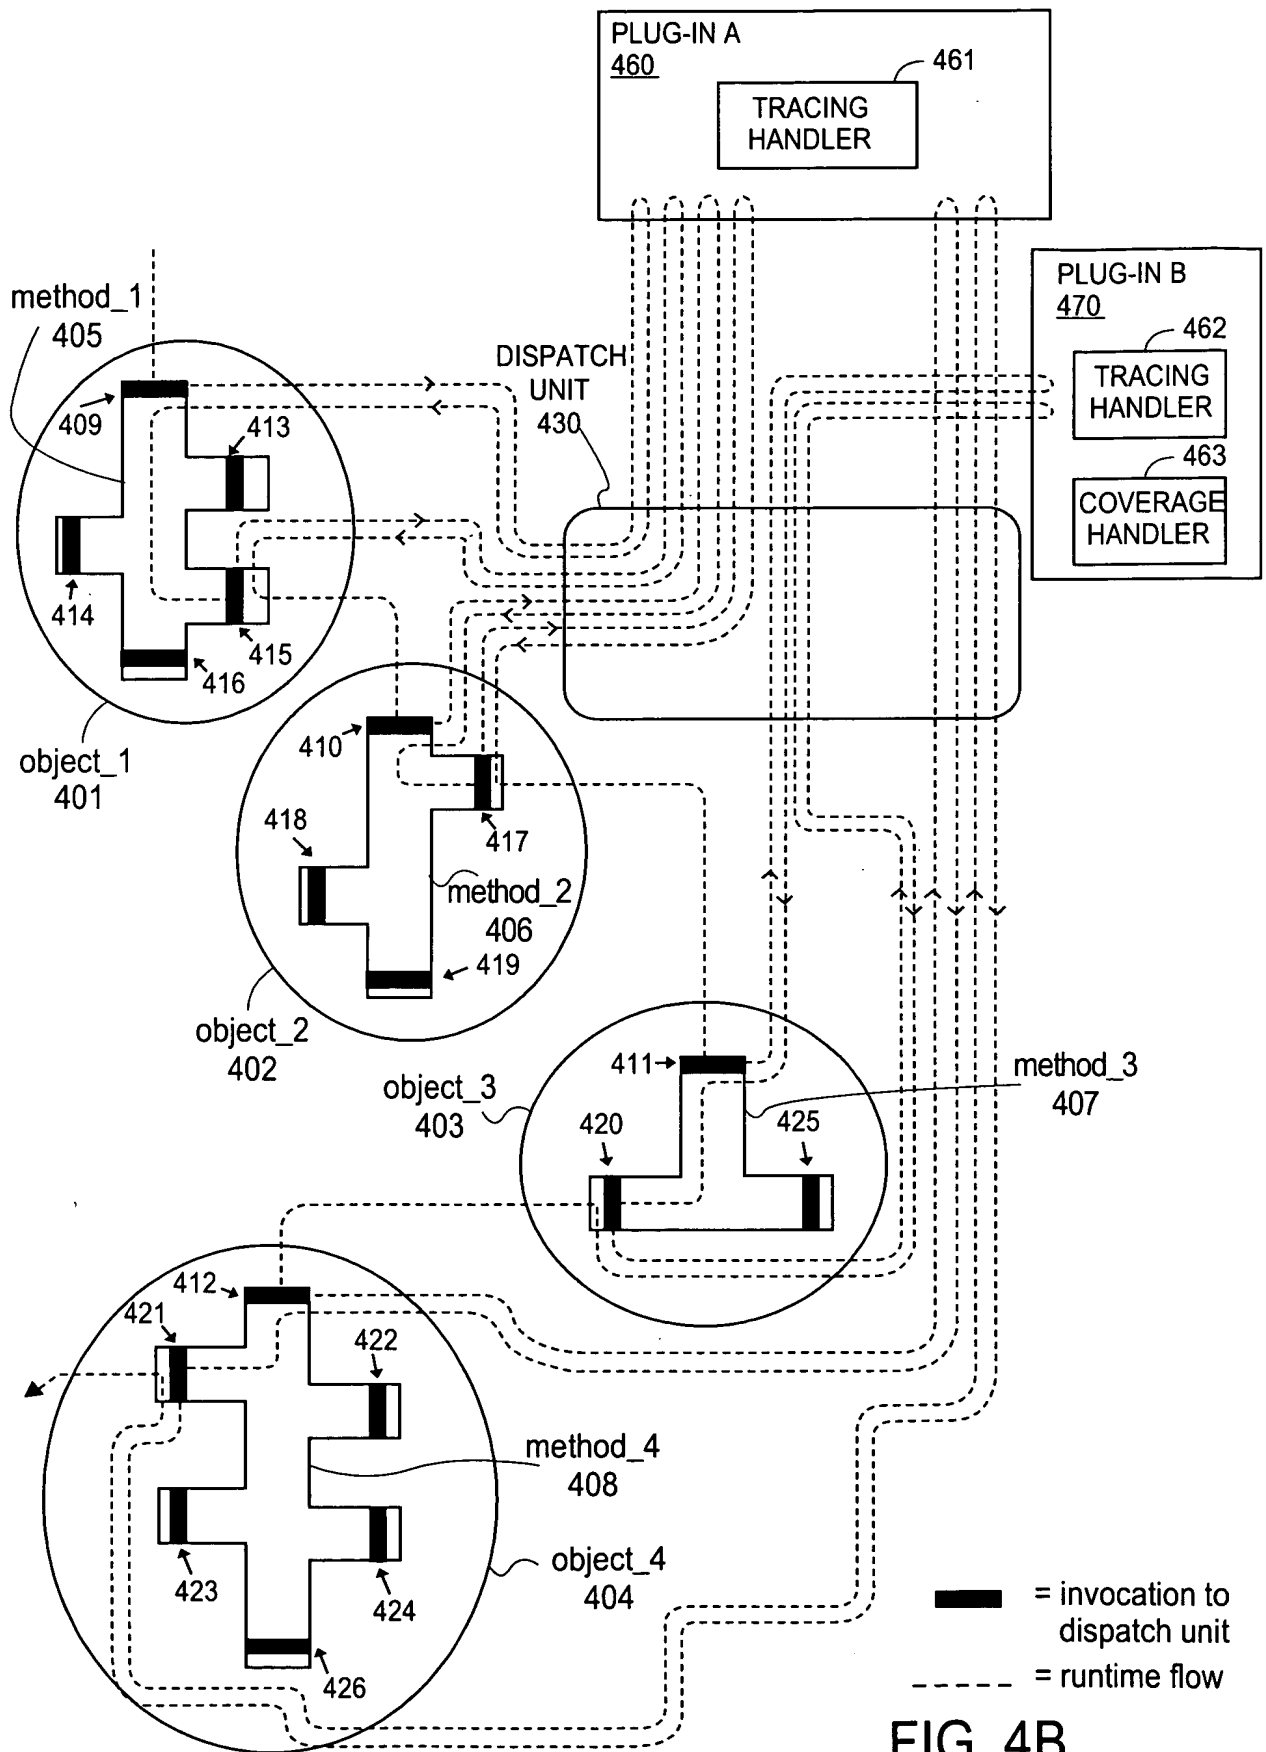 PLUG-IN A
460
461
TRACING
HANDLER
PLUG-IN B
470
462
TRACING
HANDLER
463
COVERAGE
HANDLER
method_1
405
DISPATCH
UNIT
430
409
413
414
415
416
object_1
401
410
418
417
method_2
406
419
object_2
402
411
object_3
403
method_3
407
420
425
412
421
422
method_4
408
423
424
object_4
404
426
= invocation to
dispatch unit
= runtime flow
FIG. 4B